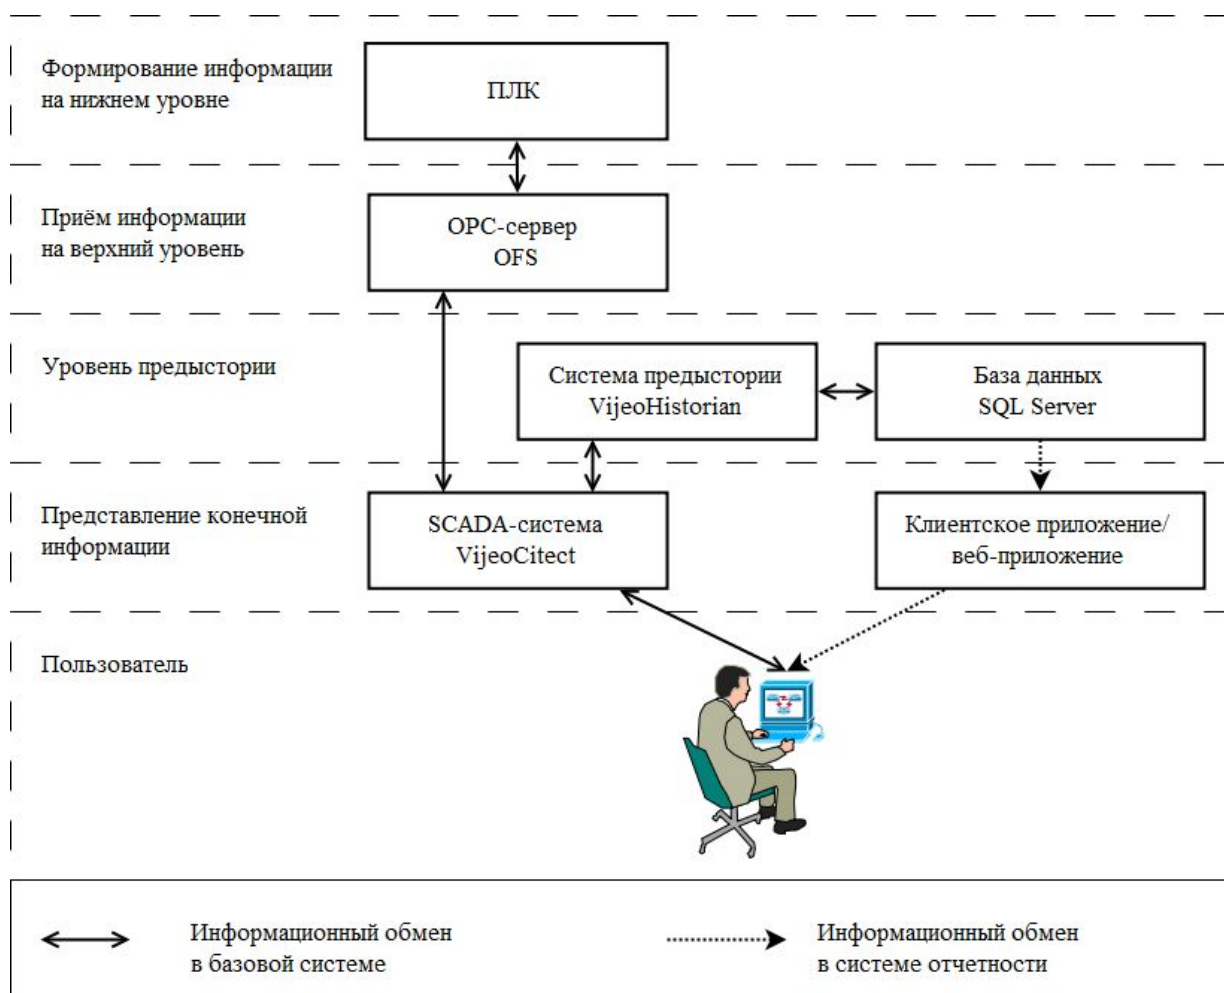 Формирование информации
на нижнем уровне
ПЛК
Приём информации
на верхний уровень
OPC-сервер
OFS
Уровень предыстории
Система предыстории
VijeoHistorian
База данных
SQL Server
Представление конечной
информации
SCADA-система
VijeoCitect
Клиентское приложение/
веб-приложение
Пользователь
Информационный обмен
в базовой системе
Информационный обмен
в системе отчетности